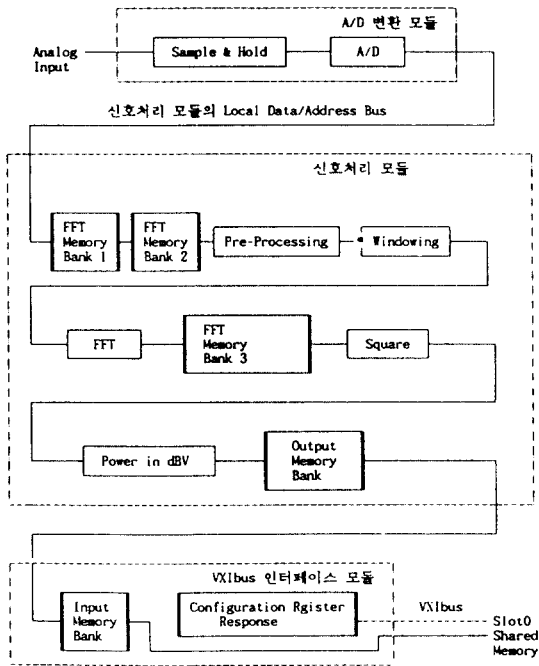 A/D 변환 모듈
Analog
Input
Sample & Hold
A/D
신호처리 모듈의 Local Data/Address Bus
신호처리 모듈
FFT
Memory
Bank 1
FFT
Memory
Bank 2
Pre-Processing
Windowing
FFT
FFT
Memory
Bank 3
Square
Power in dBV
Output
Memory
Bank
VXIbus 인터페이스 모듈
Input
Memory
Bank
Configuration Rgister
Response
VXIbus
Slot0
Shared
Memory